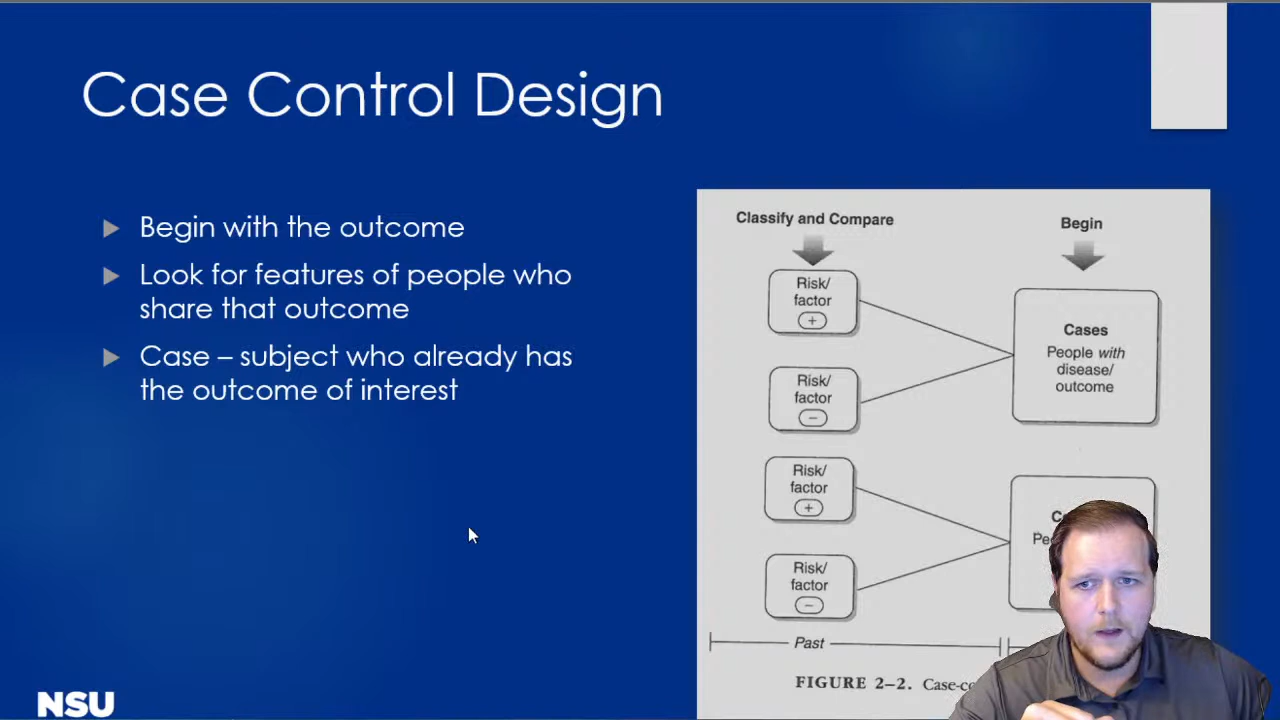 Case Control Design
Begin with the outcome
Look for features of people who
share that outcome
Case – subject who already has
the outcome of interest
Classify and Compare
Begin
Risk/
factor
+
Risk/
factor
−
Cases
People with
disease/
outcome
Risk/
factor
+
Risk/
factor
−
Past
FIGURE 2–2.
NSU